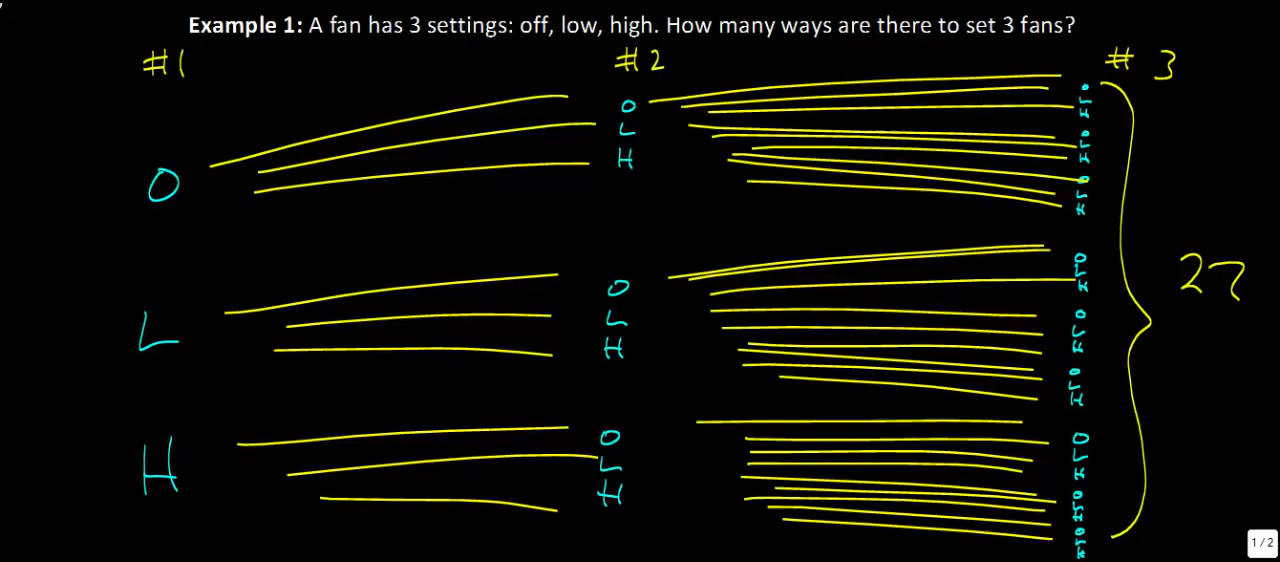 Example 1: A fan has 3 settings: off, low, high. How many ways are there to set 3 fans?
#1 #2 #3
O
L
H
O
L
H
O
L
H
O
L
H
O
L
H
O
L
H
O
L
H
O
L
H
O
L
H
O
L
H
O
L
H
O
L
H
O
L
H
27
1/2